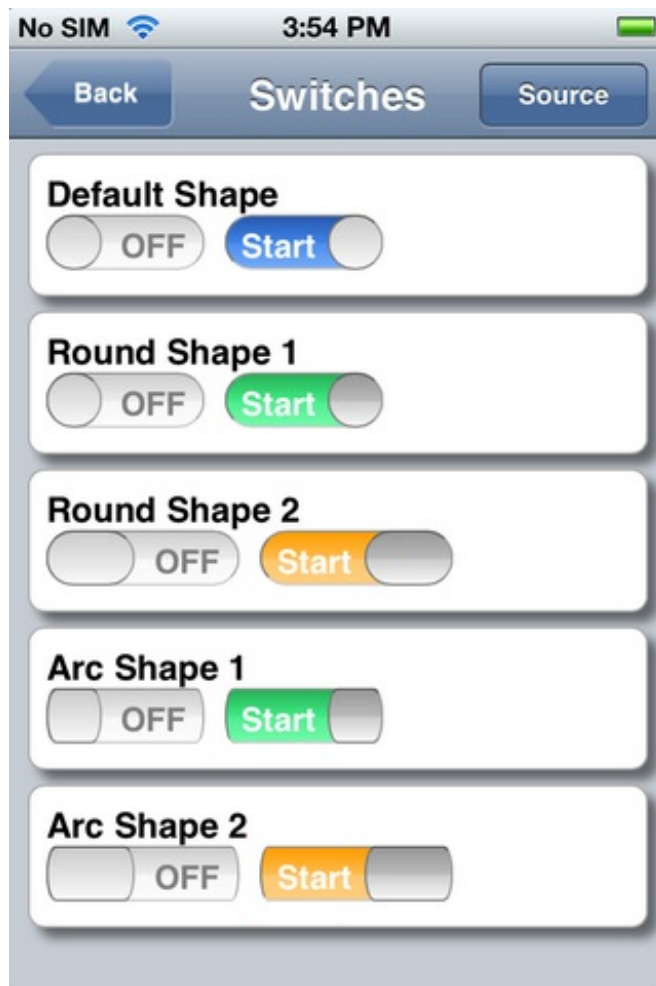 No SIM 3:54 PM
Back Switches Source
Default Shape
OFF Start
Round Shape 1
OFF Start
Round Shape 2
OFF Start
Arc Shape 1
OFF Start
Arc Shape 2
OFF Start